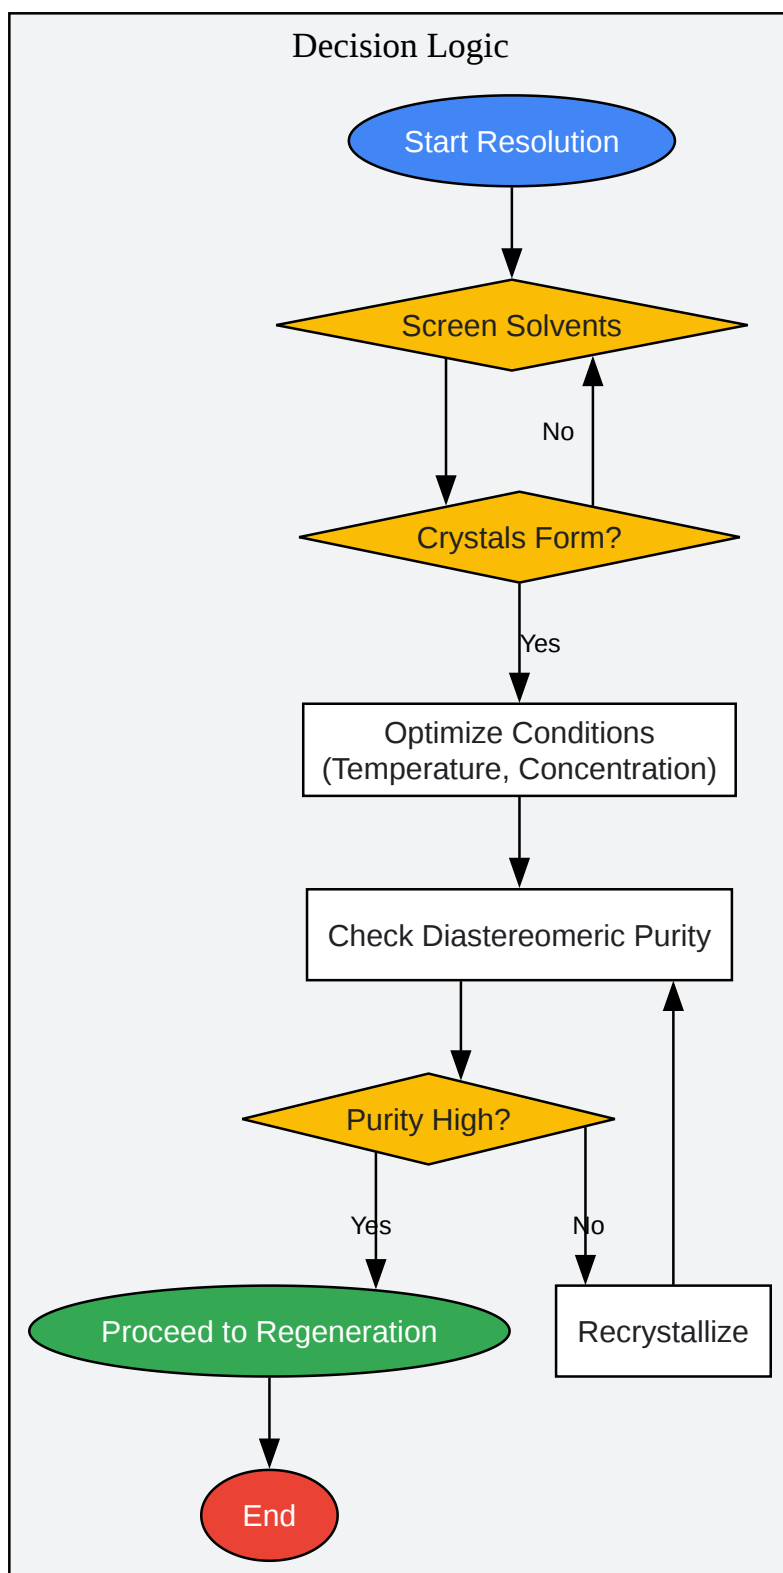 Decision Logic
Start Resolution
Screen Solvents
No
Crystals Form?
Yes
Optimize Conditions
(Temperature, Concentration)
Check Diastereomeric Purity
Purity High?
Yes
No
Proceed to Regeneration
Recrystallize
End